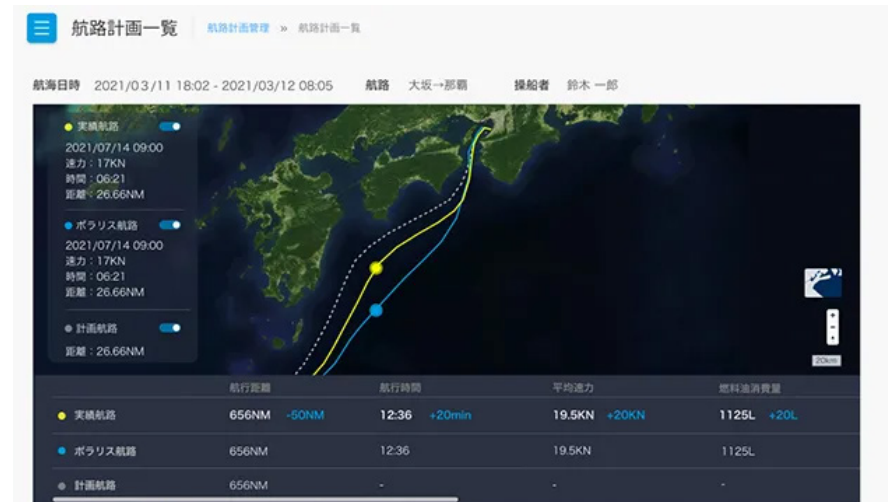 航路計画一覧 航路計画管理 » 航路計画一覧
航海日時 2021/03/11 18:02 - 2021/03/12 08:05 航路 大坂→那覇 操船者 鈴木 一郎
実績航路
2021/07/14 09:00
速力：17KN
時間：06:21
距離：26.66NM
ポラリス航路
2021/07/14 09:00
速力：17KN
時間：06:21
距離：26.66NM
計画航路
距離：26.66NM
+
-
20km
航行距離 航行時間 平均速力 燃料油消費量
実績航路 656NM -50NM 12:36 +20min 19.5KN +20KN 1125L +20L
ポラリス航路 656NM 12:36 19.5KN 1125L
計画航路 656NM - - -